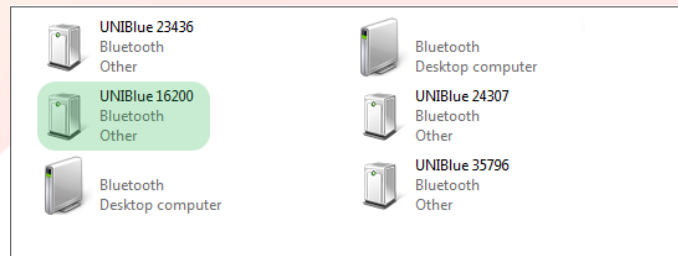 UNIBlue 23436
Bluetooth
Other
UNIBlue 16200
Bluetooth
Other
Bluetooth
Desktop computer
Bluetooth
Desktop computer
UNIBlue 24307
Bluetooth
Other
UNIBlue 35796
Bluetooth
Other